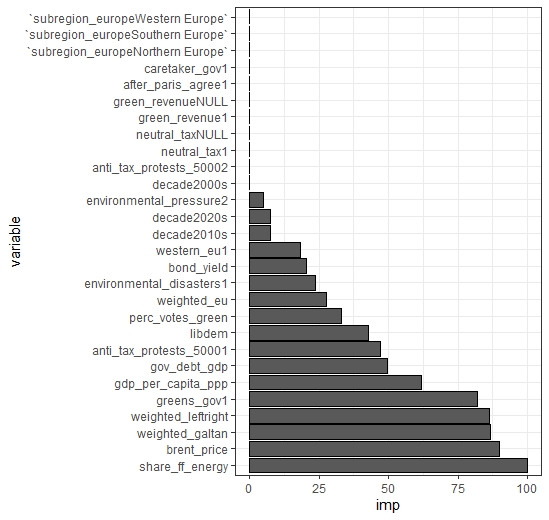 `subregion_europeWestern Europe`
`subregion_europeSouthern Europe`
`subregion_europeNorthern Europe`
caretaker_gov1
after_paris_agree1
green_revenueNULL
green_revenue1
neutral_taxNULL
neutral_tax1
anti_tax_protests_50002
decade2000s
environmental_pressure2
decade2020s
decade2010s
western_eu1
bond_yield
environmental_disasters1
weighted_eu
perc_votes_green
libdem
anti_tax_protests_50001
gov_debt_gdp
gdp_per_capita_ppp
greens_gov1
weighted_leftright
weighted_galtan
brent_price
share_ff_energy
variable
0 25 50 75 100
imp